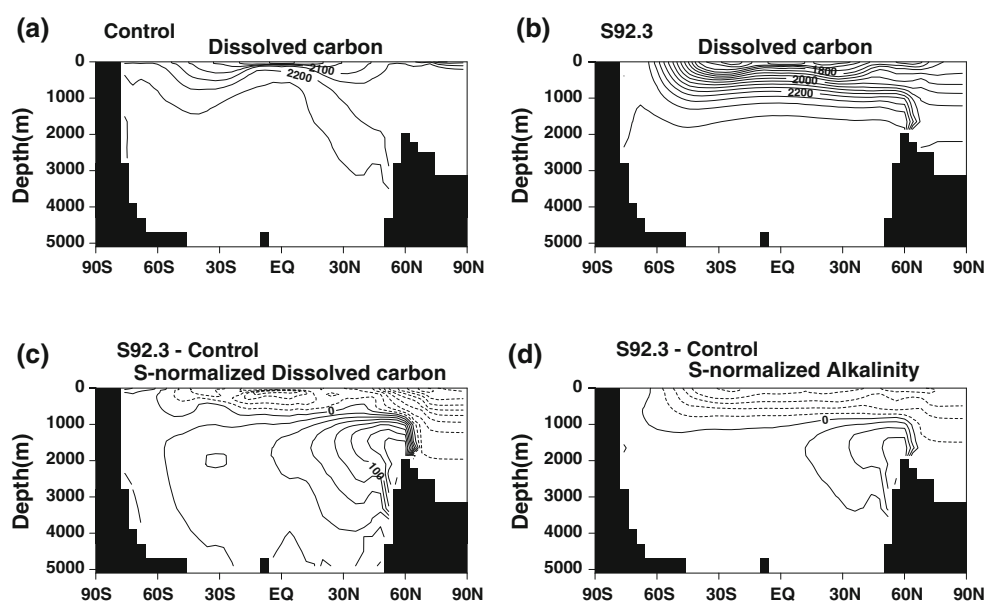 (a) Control
Dissolved carbon
Depth(m)
0
1000
2000
3000
4000
5000
2100
2200
90S 60S 30S EQ 30N 60N 90N
(b) S92.3
Dissolved carbon
Depth(m)
0
1000
2000
3000
4000
5000
1800
2000
2200
90S 60S 30S EQ 30N 60N 90N
(c) S92.3 - Control
S-normalized Dissolved carbon
Depth(m)
0
1000
2000
3000
4000
5000
0
100
90S 60S 30S EQ 30N 60N 90N
(d) S92.3 - Control
S-normalized Alkalinity
Depth(m)
0
1000
2000
3000
4000
5000
0
90S 60S 30S EQ 30N 60N 90N